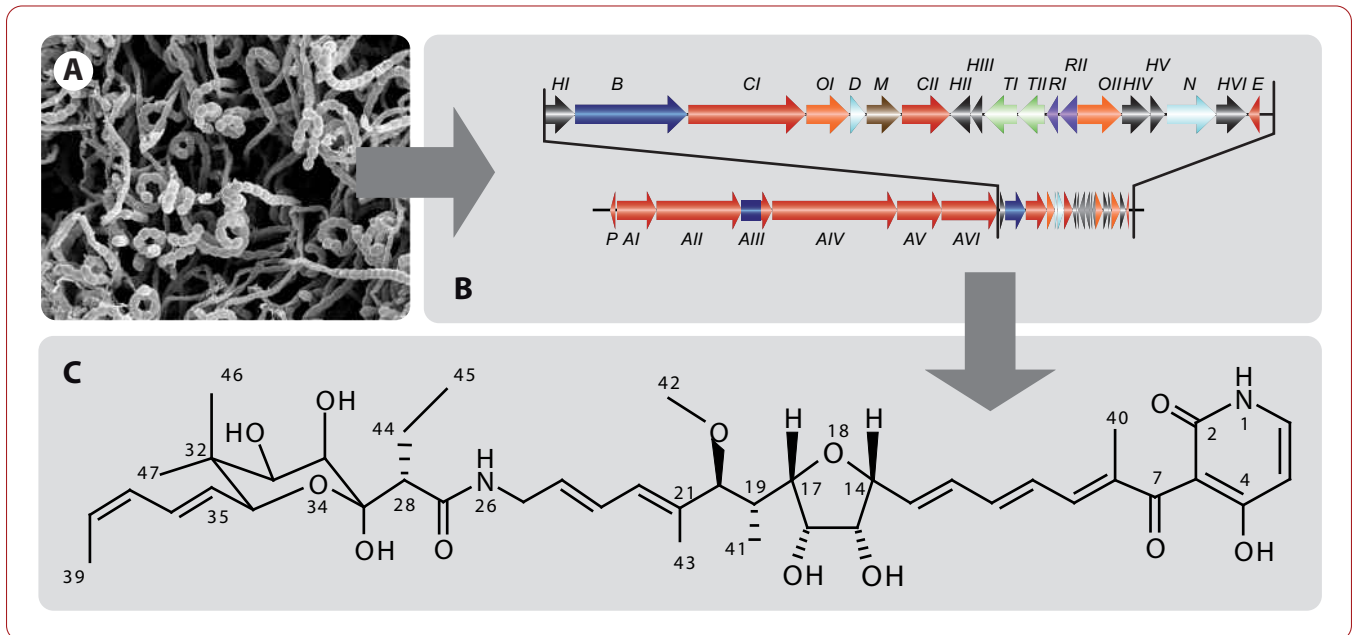 A
HIII
RII
HV
HI
B
CI
OI
D
M
CII
HII
TI
TII
RI
OII
HIV
N
HVI
E
P
AI
AII
AIII
AIV
AV
AVI
B
C
46
45
42
OH
H
HO
44
O
H
18
H
40
O
N
1
2
32
47
H
N
O
7
4
O
34
28
26
21
19
17
14
35
O
OH
43
41
OH
OH
O
OH
39